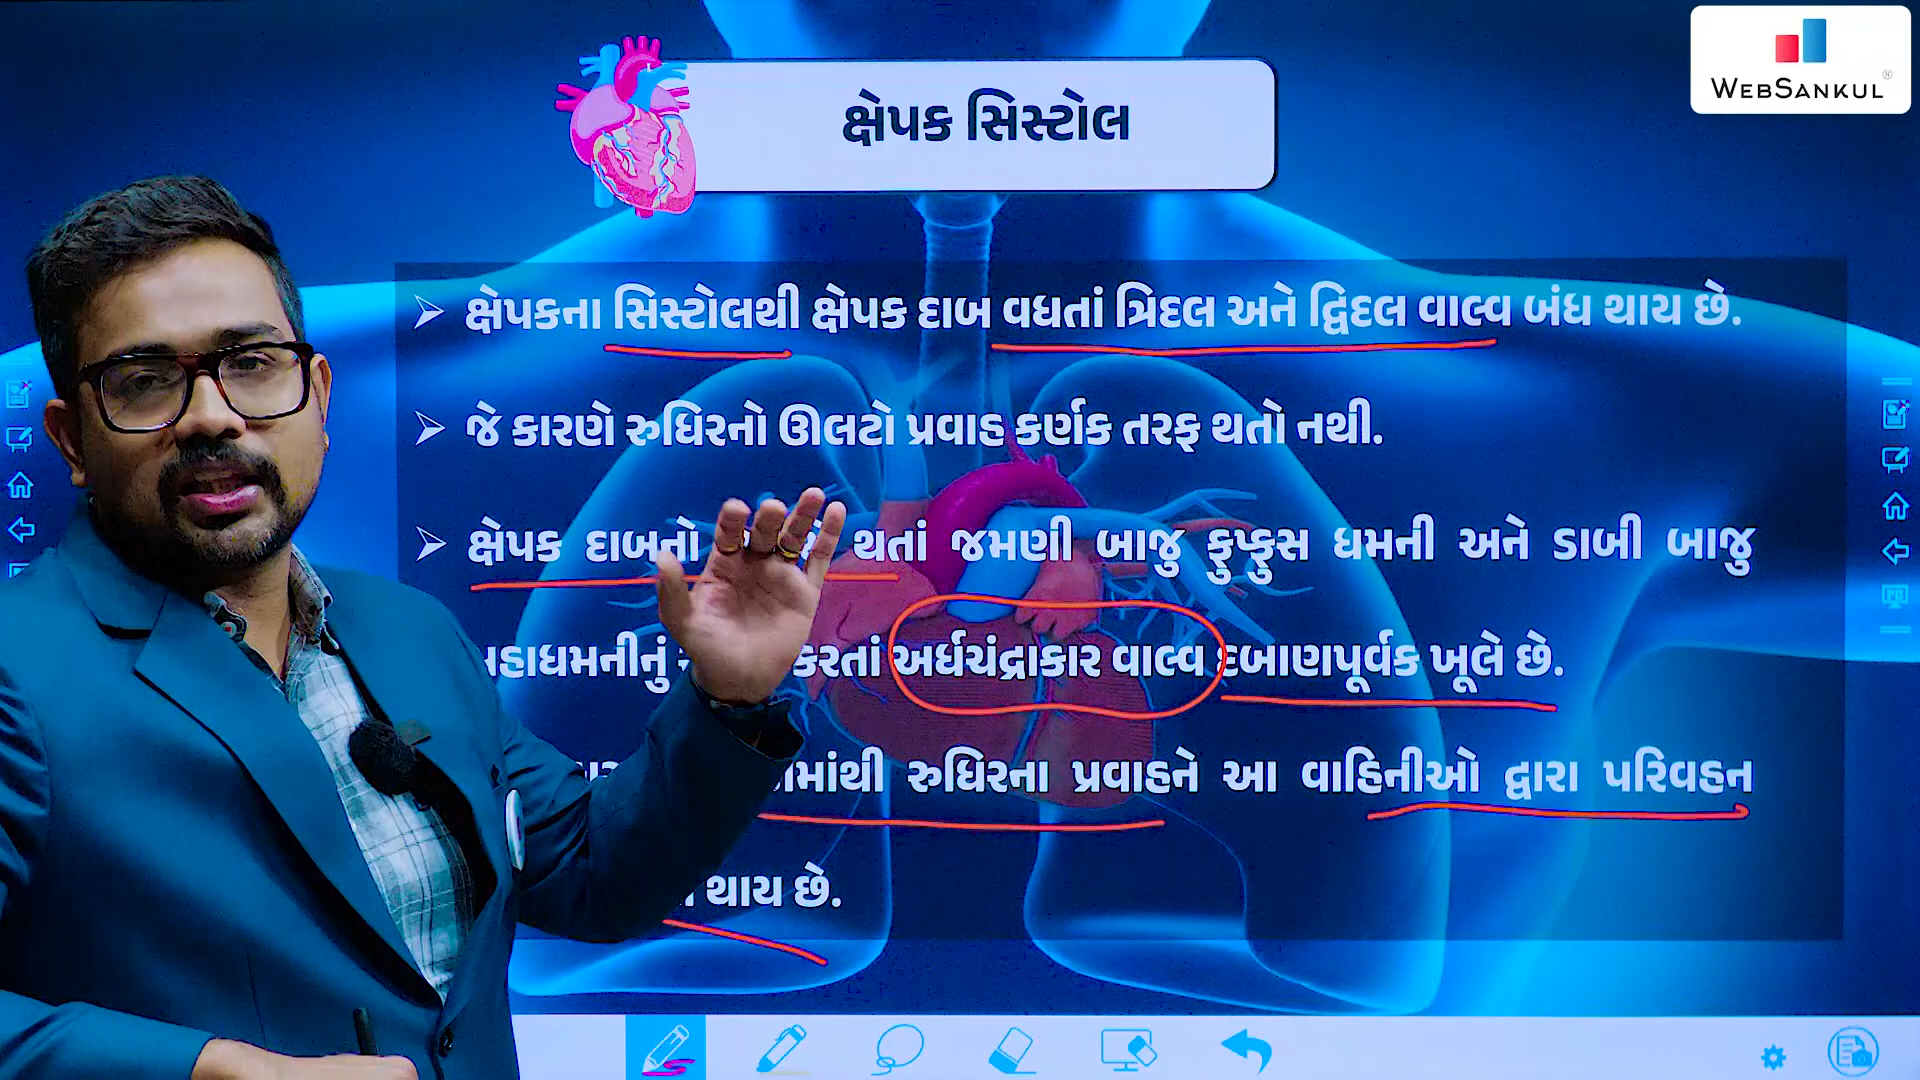 WEBSANKUL
ક્ષેપક સિસ્ટોલ
ક્ષેપકના સિસ્ટોલથી ક્ષેપક દાબ વધતાં ત્રિદલ અને દ્વિદલ વાલ્વ બંધ થાય છે.
જે કારણે રુધિરનો ઊલટો પ્રવાહ કર્ણક તરફ થતો નથી.
ક્ષેપક દાબનો થતાં જમણી બાજુ ફુપ્ફુસ ધમની અને ડાબી બાજુ
કરતાં અર્ધચંદ્રાકાર વાલ્વ દબાણપૂર્વક ખૂલે છે.
રુધિરના પ્રવાહને આ વાહિનીઓ દ્વારા પરિવહન
થાય છે.